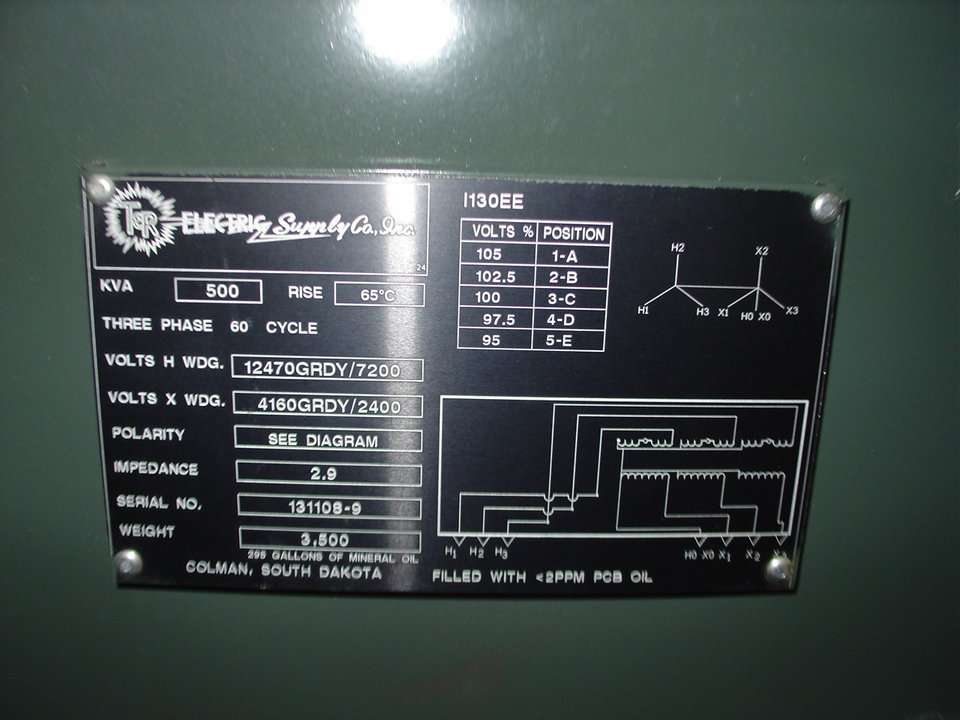 T&R ELECTRIC Supply Co., Inc.
24
KVA 500 RISE 65°C
THREE PHASE 60 CYCLE
VOLTS H WDG. 12470GRDY/7200
VOLTS X WDG. 4160GRDY/2400
POLARITY SEE DIAGRAM
IMPEDANCE 2.9
SERIAL NO. 131108-9
WEIGHT 3,500
295 GALLONS OF MINERAL OIL
COLMAN, SOUTH DAKOTA FILLED WITH <2PPM PCB OIL
1130EE
VOLTS % POSITION
105 1-A
102.5 2-B
100 3-C
97.5 4-D
95 5-E
H2 X2
H1 H3 X1 H0 X0 X3
H1 H2 H3 H0 X0 X1 X2 X3